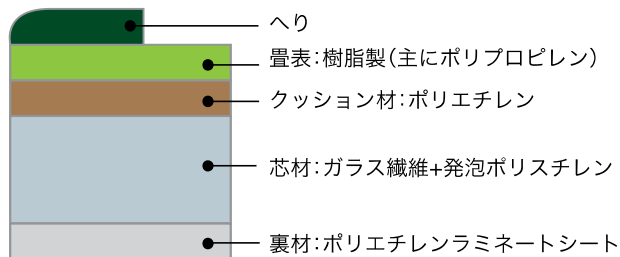 へり
畳表：樹脂製（主にポリプロピレン）
クッション材：ポリエチレン
芯材：ガラス繊維+発泡ポリスチレン
裏材：ポリエチレンラミネートシート